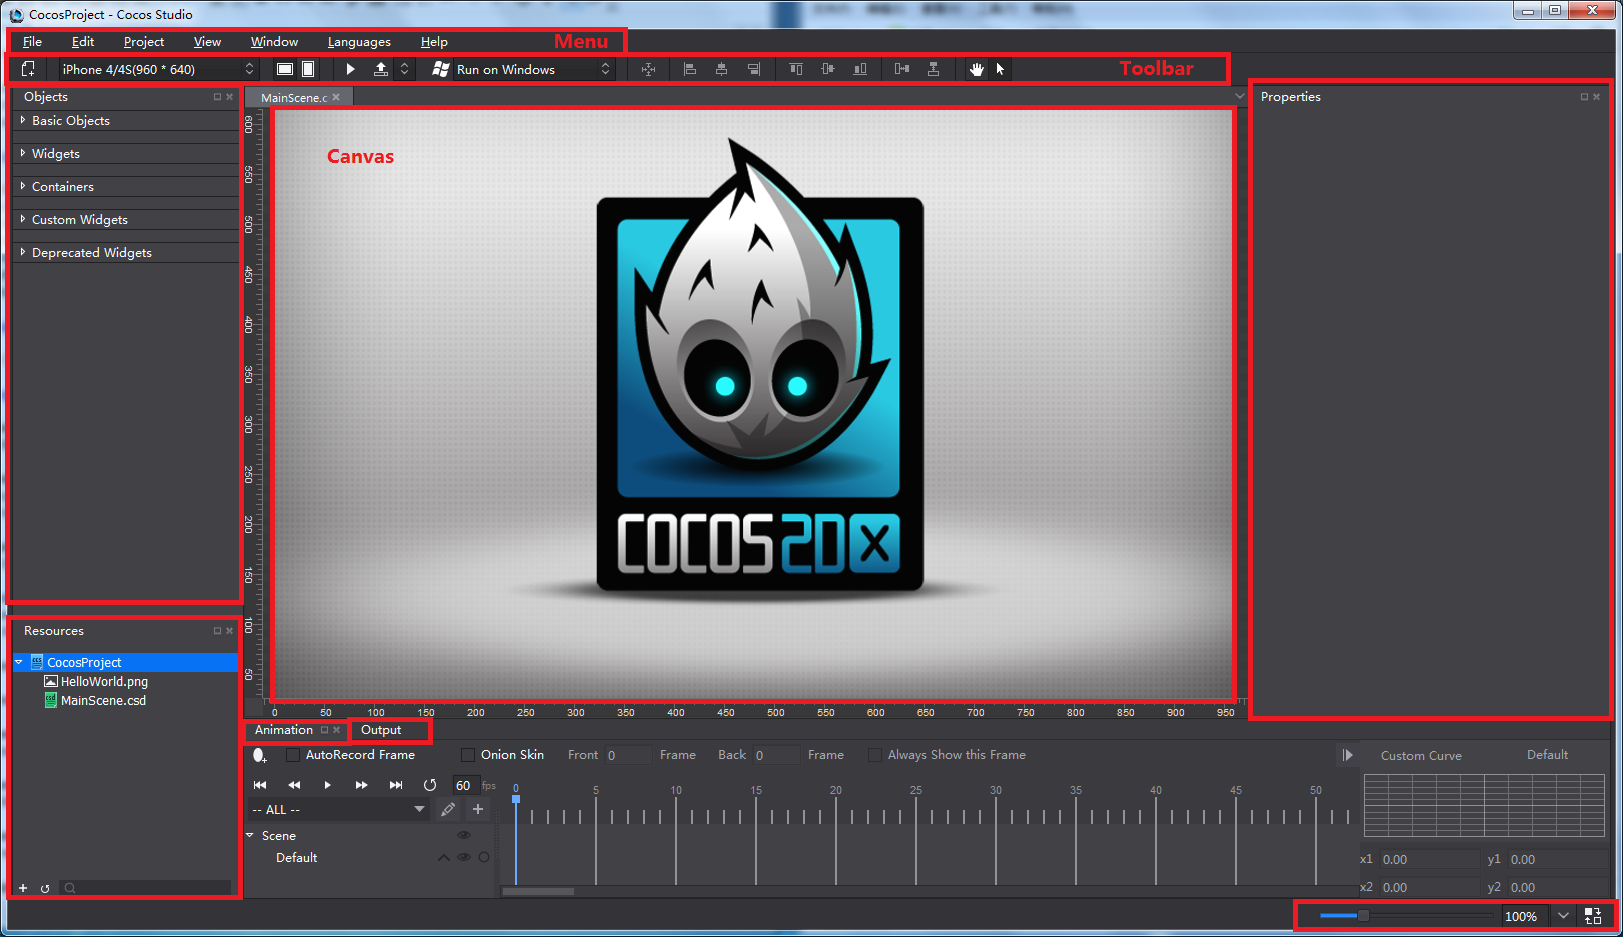 CocosProject - Cocos Studio
File Edit Project View Window Languages Help Menu
iPhone 4/4S(960 * 640) Run on Windows Toolbar
Objects
Basic Objects
Widgets
Containers
Custom Widgets
Deprecated Widgets
MainScene.c
Canvas
COCOS 2D X
600
550
500
450
400
350
300
250
200
150
100
50
0 50 100 150 200 250 300 350 400 450 500 550 600 650 700 750 800 850 900 950
Properties
Resources
CocosProject
HelloWorld.png
MainScene.csd
Animation Output
AutoRecord Frame Onion Skin Front 0 Frame Back 0 Frame Always Show this Frame
60 fps
0 5 10 15 20 25 30 35 40 45 50
-- ALL --
Scene
Default
Custom Curve Default
x1 0.00 y1 0.00
x2 0.00 y2 0.00
100%